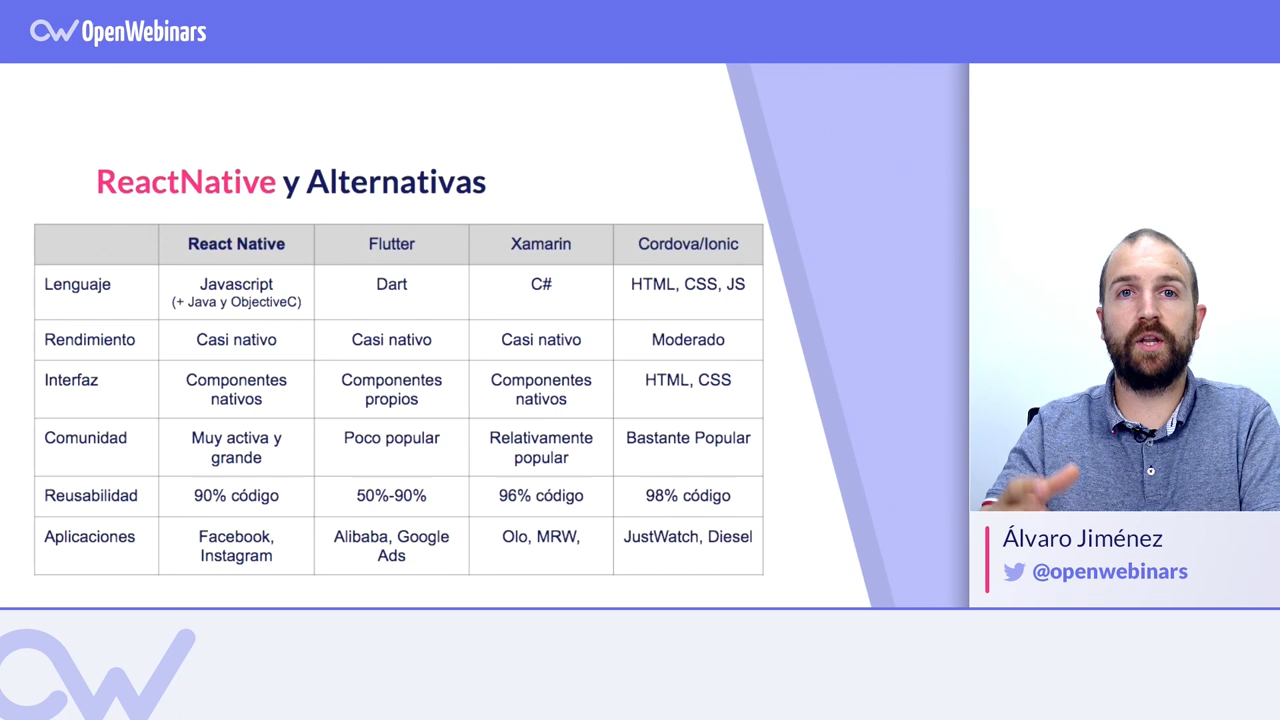 OpenWebinars
ReactNative y Alternativas
React Native Flutter Xamarin Cordova/Ionic
Lenguaje Javascript (+ Java y ObjectiveC) Dart C# HTML, CSS, JS
Rendimiento Casi nativo Casi nativo Casi nativo Moderado
Interfaz Componentes nativos Componentes propios Componentes nativos HTML, CSS
Comunidad Muy activa y grande Poco popular Relativamente popular Bastante Popular
Reusabilidad 90% código 50%-90% 96% código 98% código
Aplicaciones Facebook, Instagram Alibaba, Google Ads Olo, MRW, JustWatch, Diesel
Álvaro Jiménez
@openwebinars